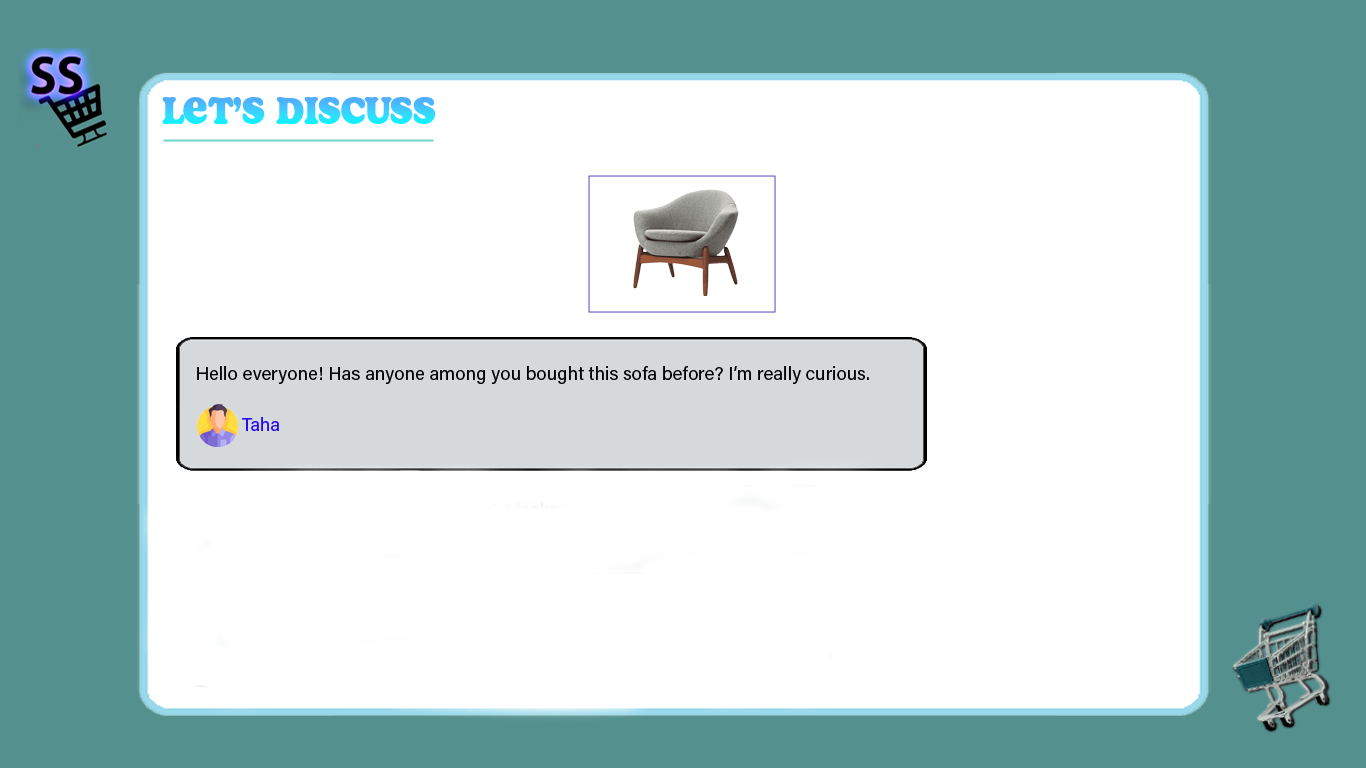 SS
LeT'S DISCUSS
Hello everyone! Has anyone among you bought this sofa before? I'm really curious.
Taha